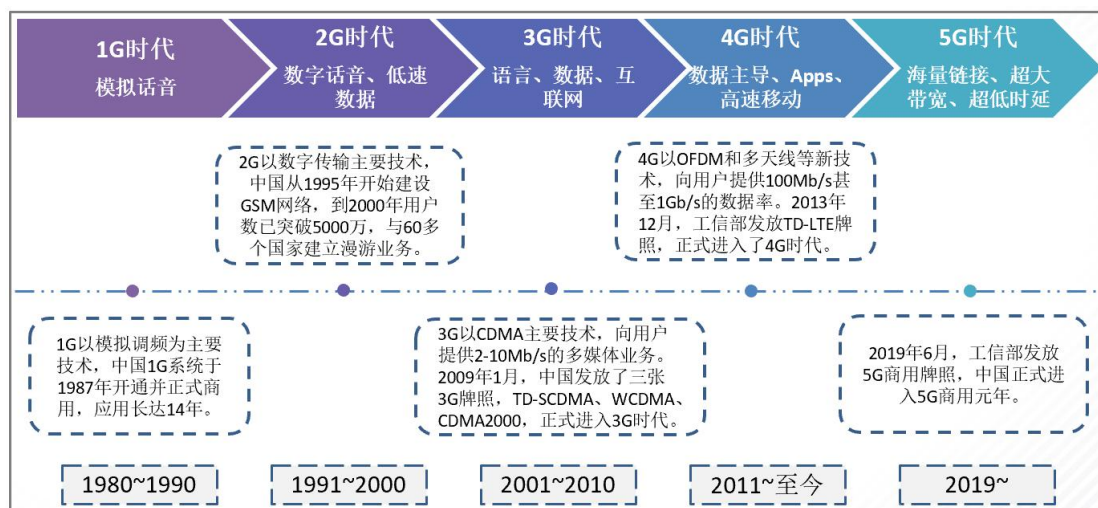 1G时代
模拟话音
2G时代
数字话音、低速
数据
3G时代
语言、数据、互
联网
4G时代
数据主导、Apps、
高速移动
5G时代
海量链接、超大
带宽、超低时延
2G以数字传输主要技术，
中国从1995年开始建设
GSM网络，到2000年用户
数已突破5000万，与60多
个国家建立漫游业务。
4G以OFDM和多天线等新技
术，向用户提供100Mb/s甚
至1Gb/s的数据率。2013年
12月，工信部发放TD-LTE牌
照，正式进入了4G时代。
1G以模拟调频为主要
技术，中国1G系统于
1987年开通并正式商
用，应用长达14年。
3G以CDMA主要技术，向用户
提供2-10Mb/s的多媒体业务。
2009年1月，中国发放了三张
3G牌照，TD-SCDMA、WCDMA、
CDMA2000，正式进入3G时代。
2019年6月，工信部发放
5G商用牌照，中国正式进
入5G商用元年。
1980~1990
1991~2000
2001~2010
2011~至今
2019~